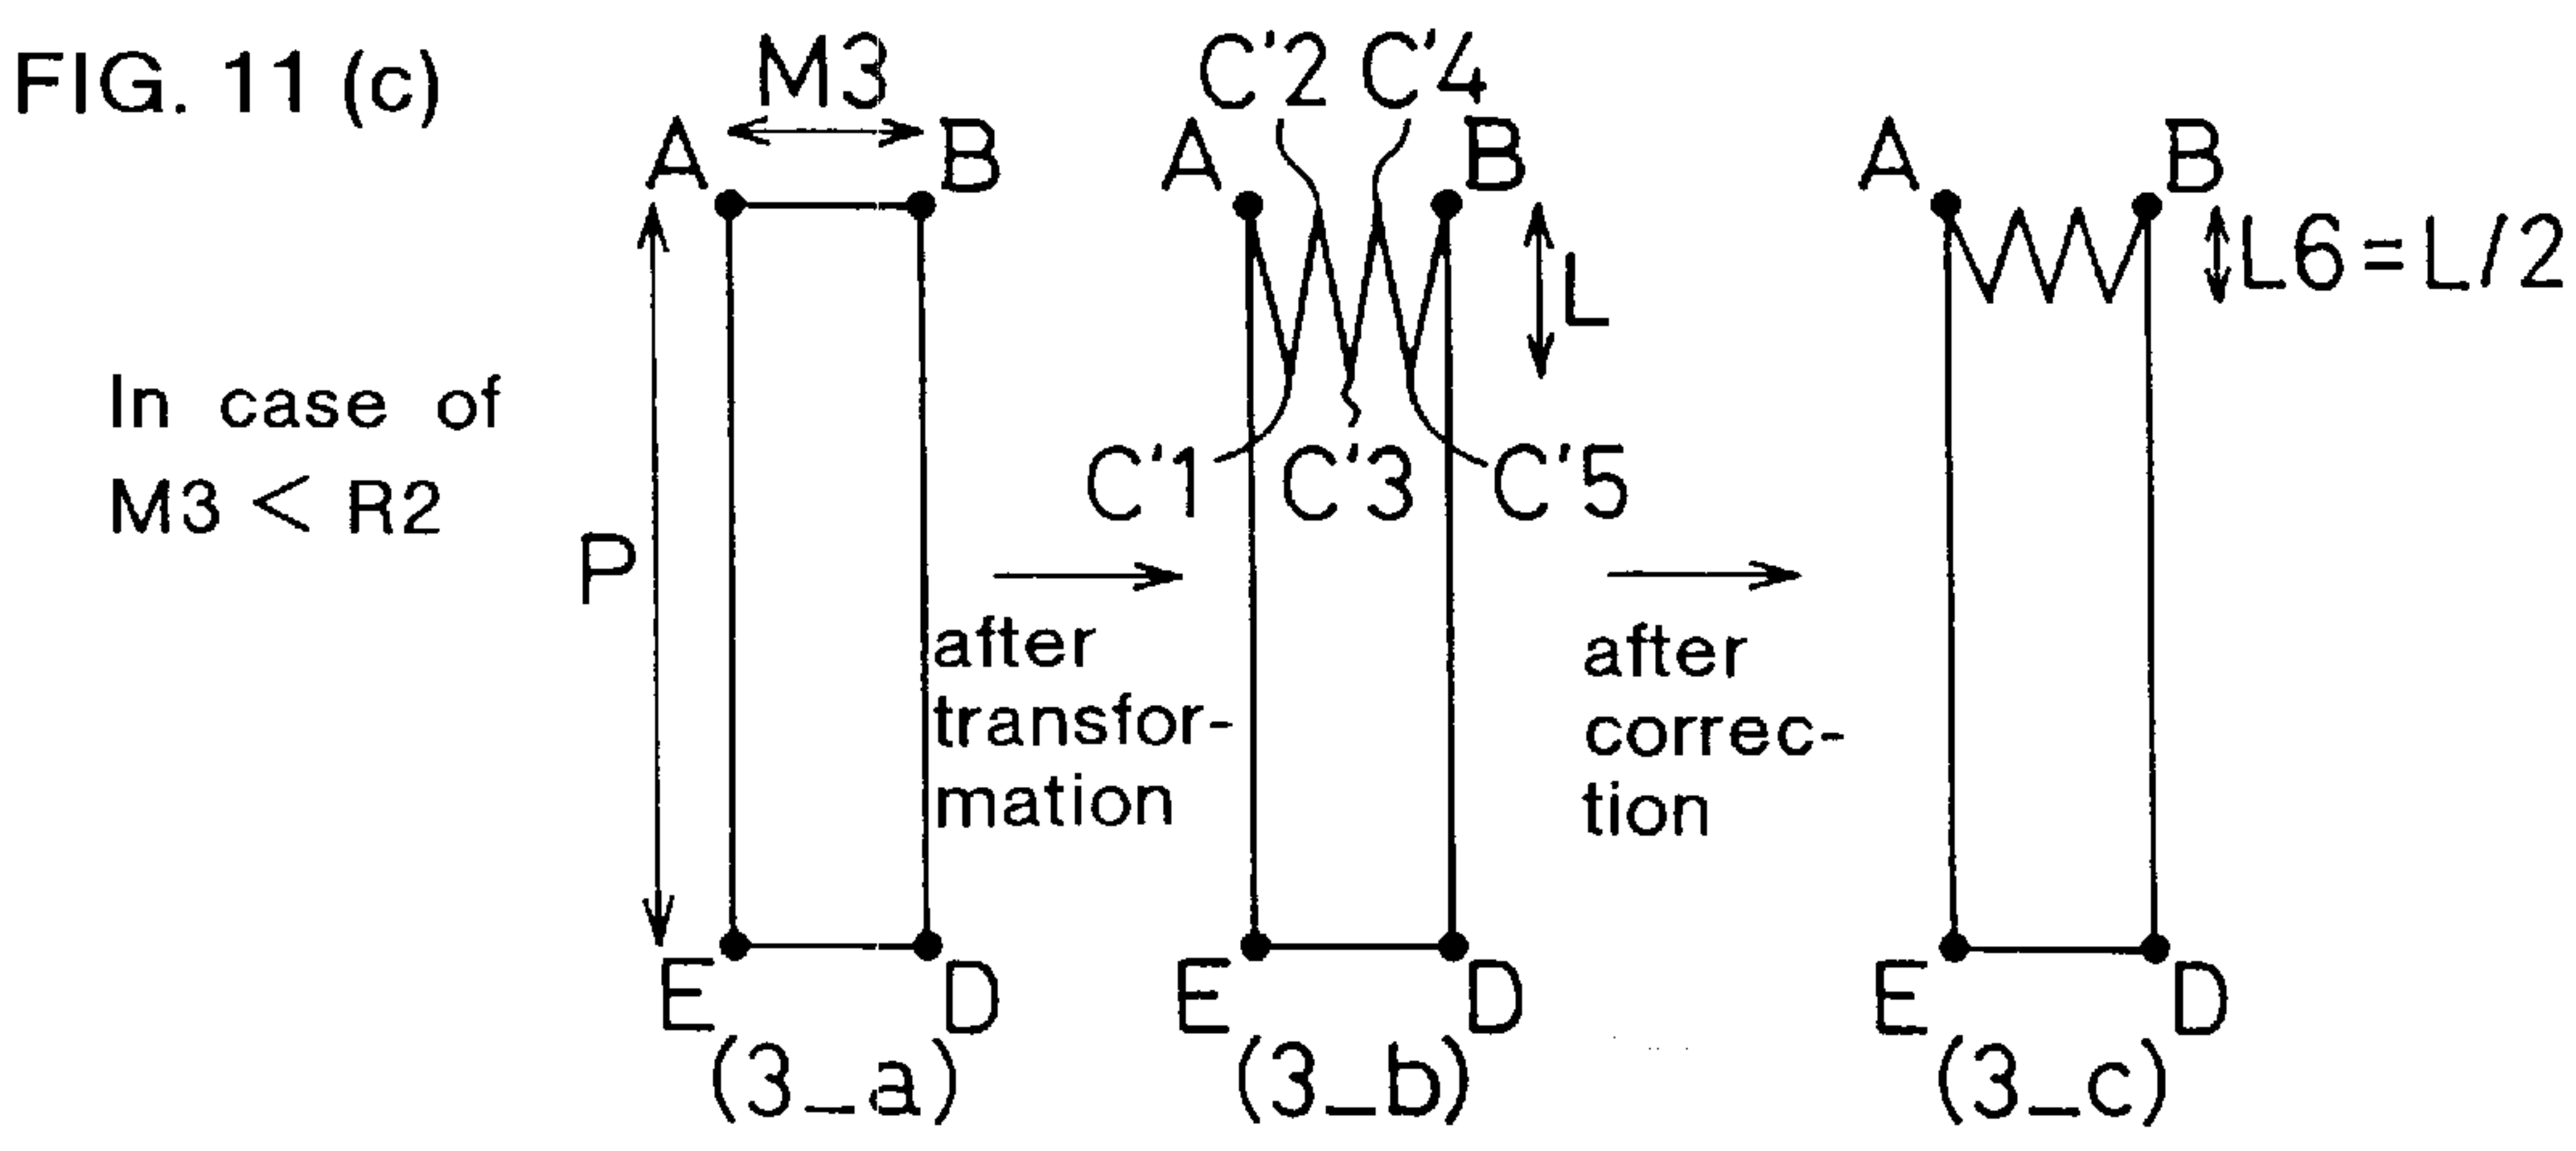 FIG. 11 (c)
In case of
M3 < R2
M3
A
B
P
E
D
(3_a)
after
transfor-
mation
C'2
C'4
A
B
L
C'1
C'3
C'5
E
D
(3_b)
after
correc-
tion
A
B
L6=L/2
E
D
(3_c)